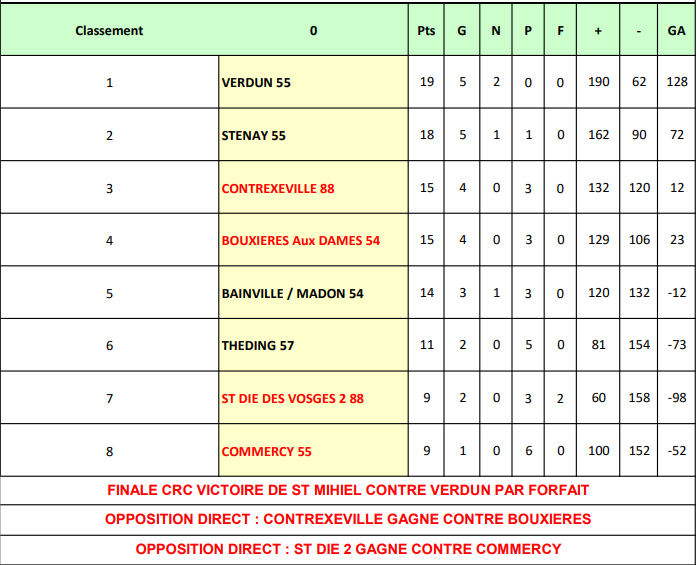 Classement 0 Pts G N P F + - GA
1 VERDUN 55 19 5 2 0 0 190 62 128
2 STENAY 55 18 5 1 1 0 162 90 72
3 CONTREXEVILLE 88 15 4 0 3 0 132 120 12
4 BOUXIERES Aux DAMES 54 15 4 0 3 0 129 106 23
5 BAINVILLE / MADON 54 14 3 1 3 0 120 132 -12
6 THEDING 57 11 2 0 5 0 81 154 -73
7 ST DIE DES VOSGES 2 88 9 2 0 3 2 60 158 -98
8 COMMERCY 55 9 1 0 6 0 100 152 -52
FINALE CRC VICTOIRE DE ST MIHIEL CONTRE VERDUN PAR FORFAIT
OPPOSITION DIRECT : CONTREXEVILLE GAGNE CONTRE BOUXIERES
OPPOSITION DIRECT : ST DIE 2 GAGNE CONTRE COMMERCY